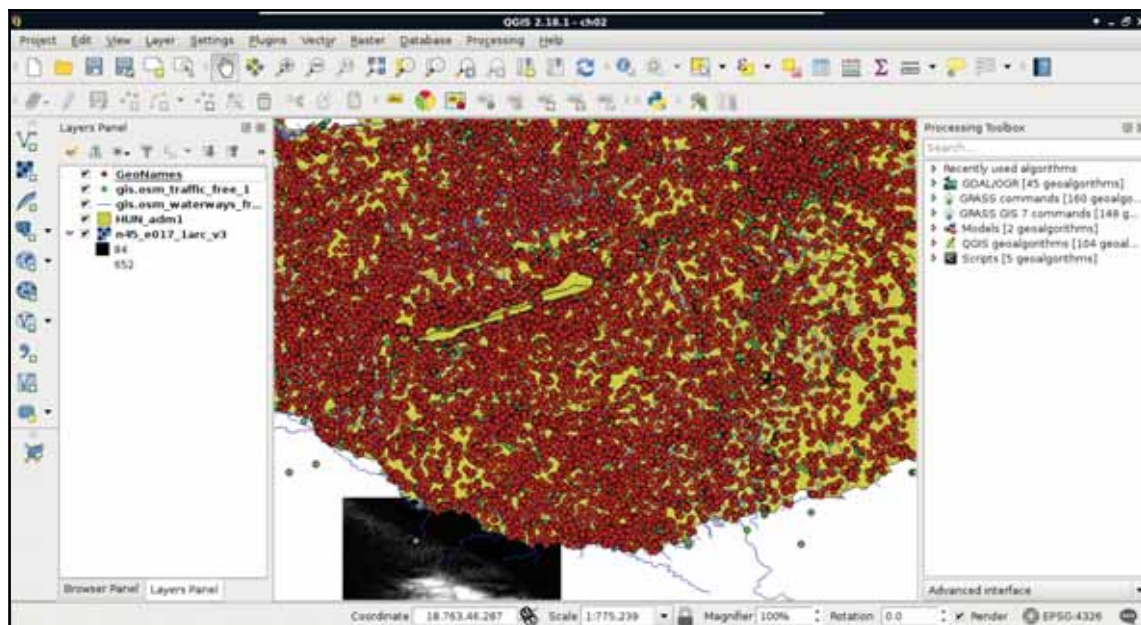 QGIS 2.18.1 - ch02
Project Edit View Layer Settings Plugins Vector Raster Database Processing Help
Layers Panel
GeoNames
gis.osm_traffic_free_1
gis.osm_waterways_fr...
HUN_adm1
n45_e017_1arc_v3
84
652
Browser Panel Layers Panel
Processing Toolbox
Search...
Recently used algorithms
GDAL/OGR [45 geoalgorithms]
GRASS commands [160 geoalgo...
GRASS GIS 7 commands [148 g...
Models [2 geoalgorithms]
QGIS geoalgorithms [104 geoal...
Scripts [5 geoalgorithms]
Advanced interface
Coordinate 18.763,46.287 Scale 1:775.239 Magnifier 100% Rotation 0.0 Render EPSG:4326